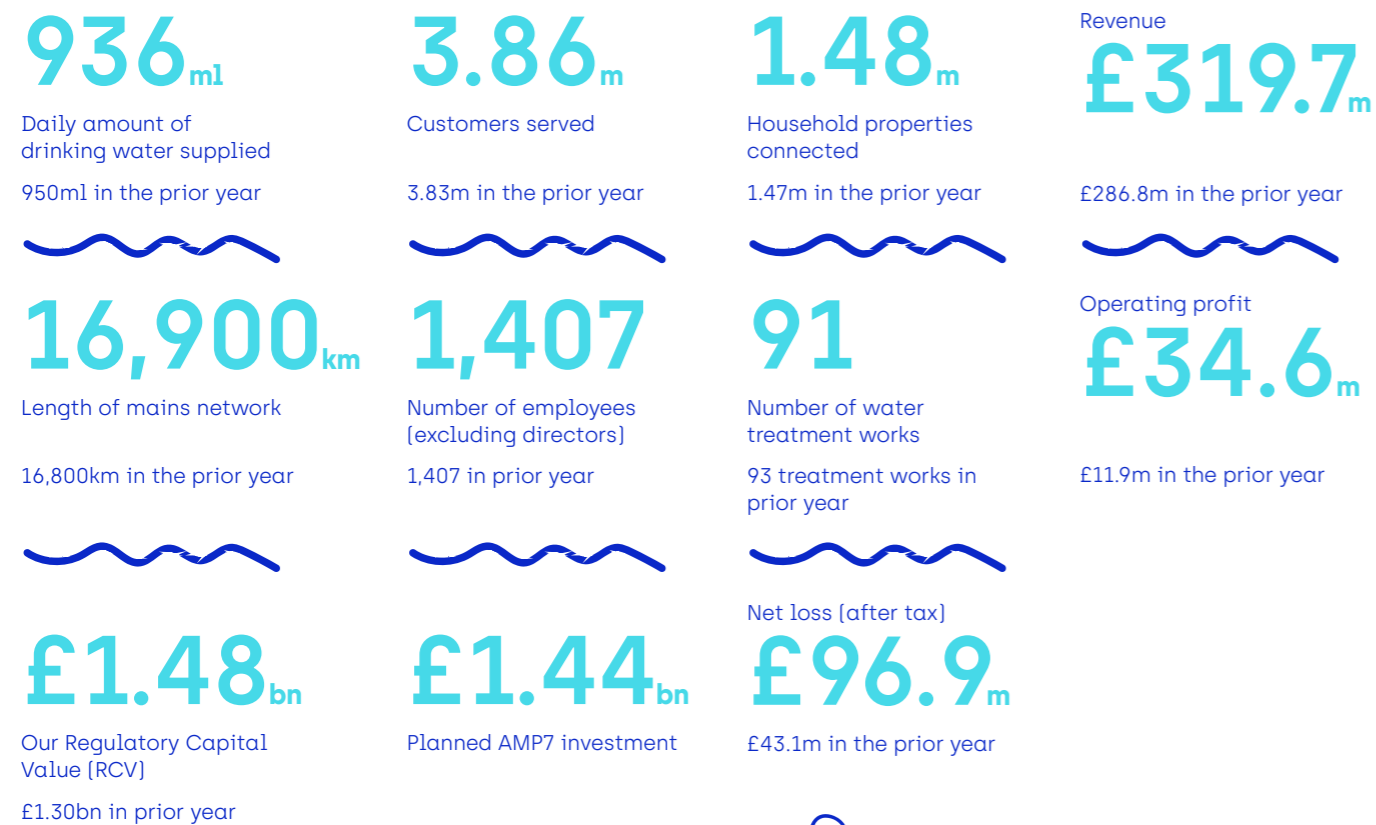 936ml
Daily amount of
drinking water supplied
950ml in the prior year
3.86m
Customers served
3.83m in the prior year
1.48m
Household properties
connected
1.47m in the prior year
Revenue
£319.7m
£286.8m in the prior year
16,900km
Length of mains network
16,800km in the prior year
1,407
Number of employees
(excluding directors)
1,407 in prior year
91
Number of water
treatment works
93 treatment works in
prior year
Operating profit
£34.6m
£11.9m in the prior year
£1.48bn
Our Regulatory Capital
Value (RCV)
£1.30bn in prior year
£1.44bn
Planned AMP7 investment
Net loss (after tax)
£96.9m
£43.1m in the prior year